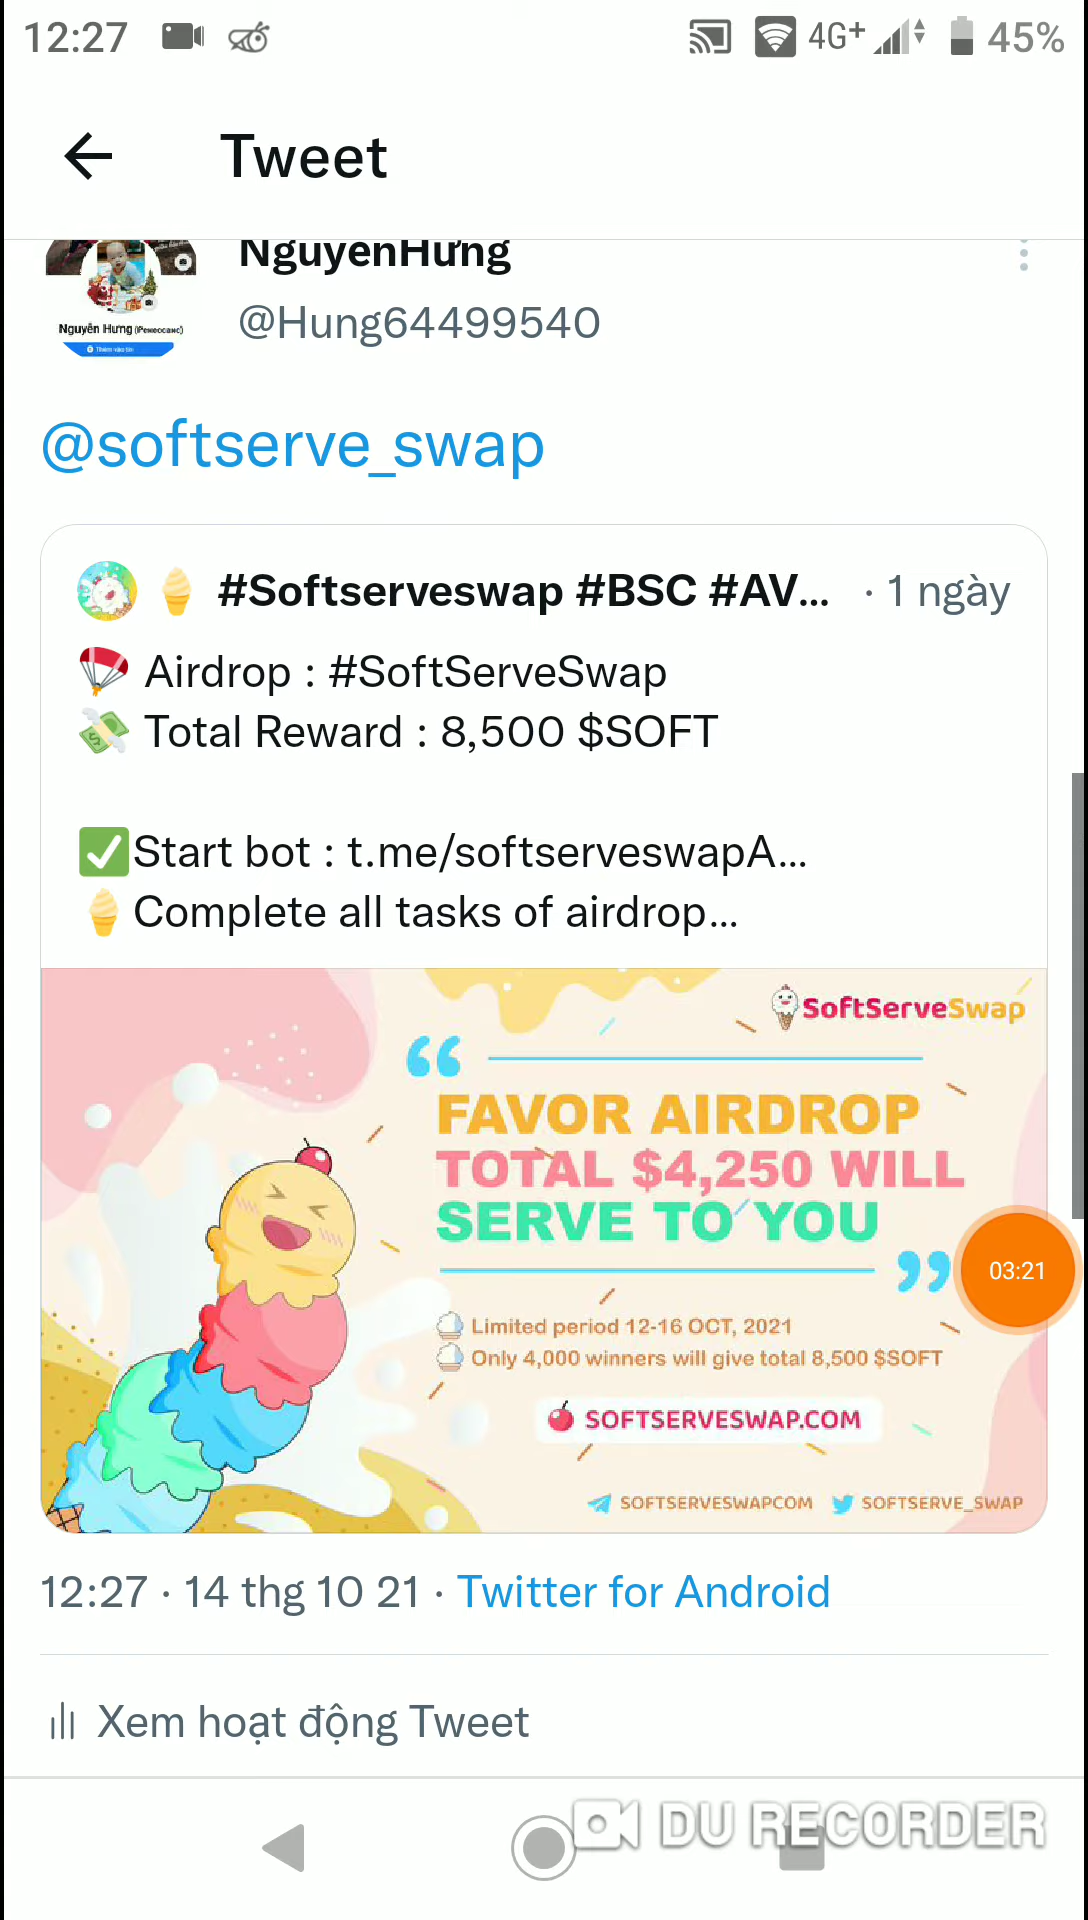 12:27 4G+ 45%
Tweet
NguyenHưng
@Hung64499540
Nguyễn Hưng
@softserve_swap
#Softserveswap #BSC #AV... · 1 ngày
Airdrop : #SoftServeSwap
Total Reward : 8,500 $SOFT
Start bot : t.me/softserveswapA...
Complete all tasks of airdrop...
SoftServeSwap
“
FAVOR AIRDROP
TOTAL $4,250 WILL
SERVE TO YOU
”
03:21
Limited period 12-16 OCT, 2021
Only 4,000 winners will give total 8,500 $SOFT
SOFTSERVESWAP.COM
SOFTSERVESWAPCOM SOFTSERVE_SWAP
12:27 · 14 thg 10 21 · Twitter for Android
Xem hoạt động Tweet
DU RECORDER